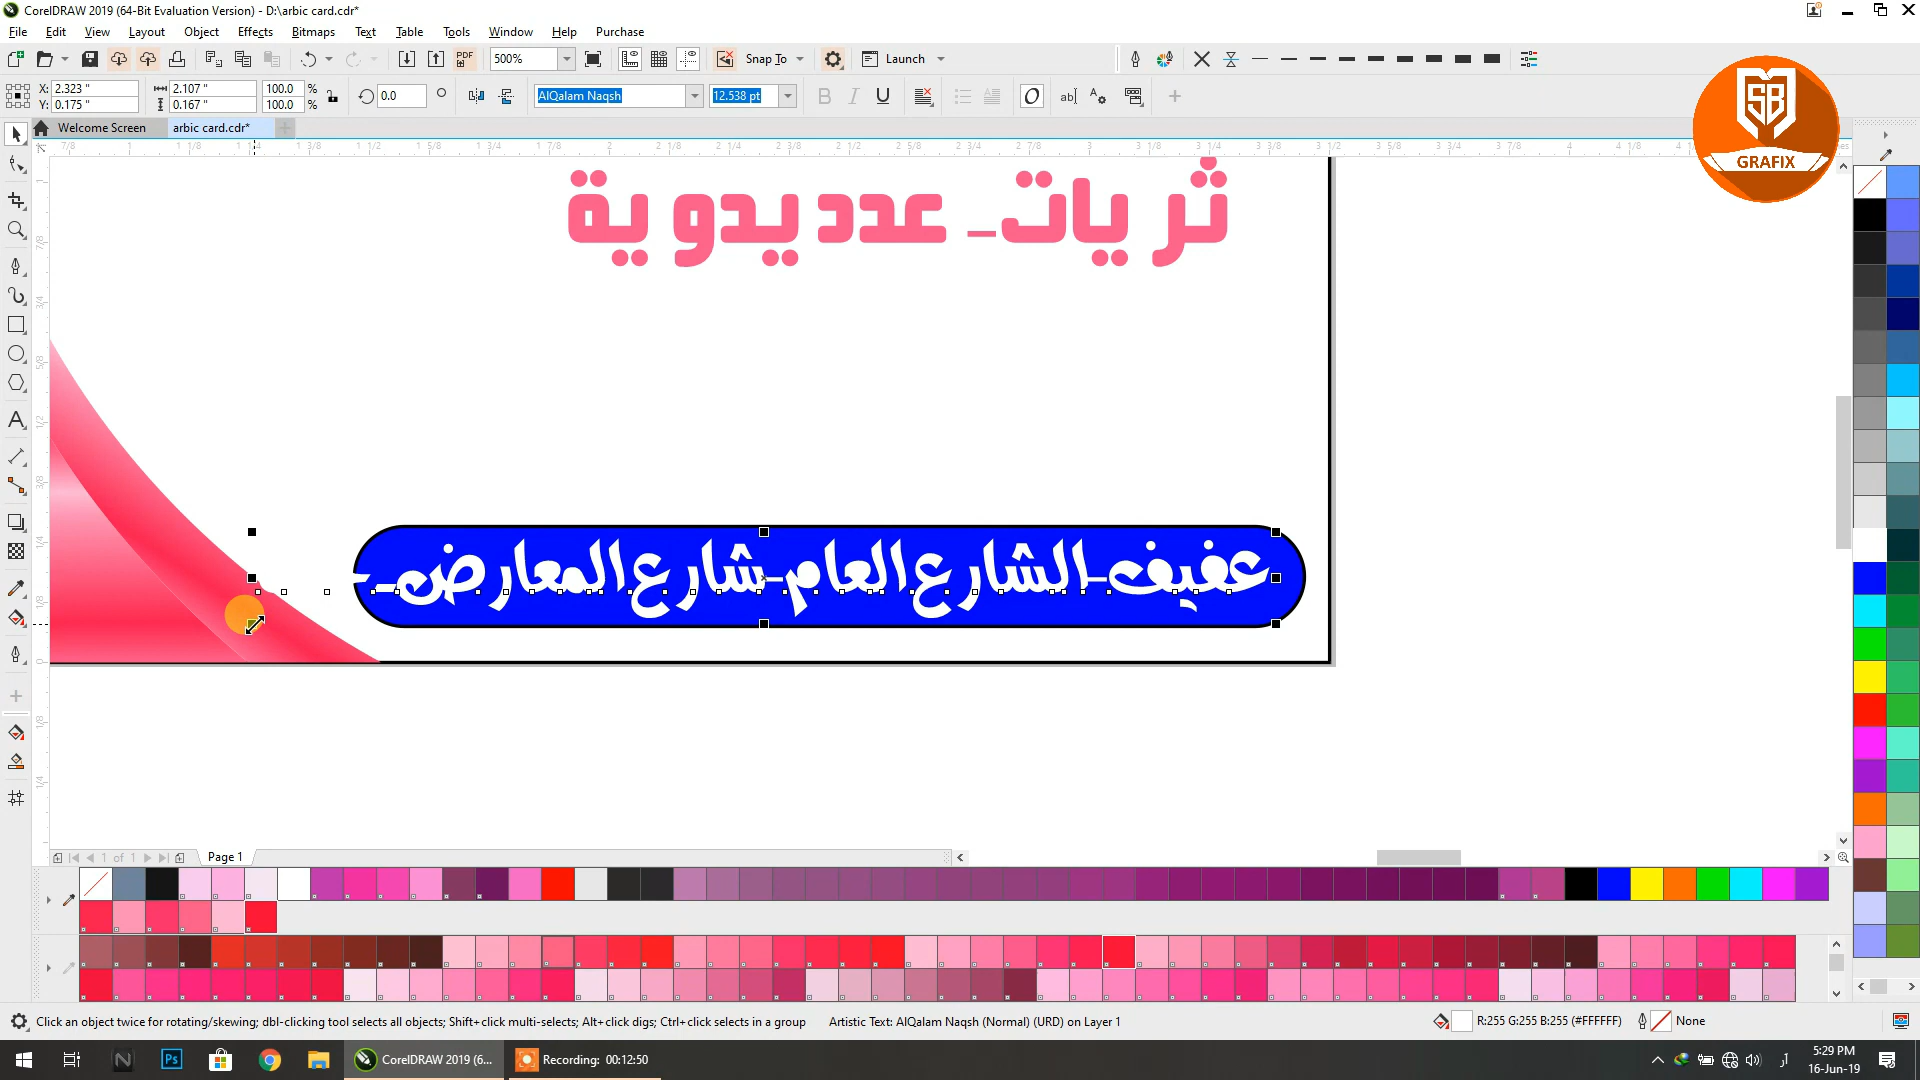 CorelDRAW 2019 (64-Bit Evaluation Version) - D:\arbic card.cdr*
File Edit View Layout Object Effects Bitmaps Text Table Tools Window Help Purchase
PDF 500% Snap To Launch
X: 2.323 " 2.107 " 100.0 % 0.0 AlQalam Naqsh 12.538 pt
Y: 0.175 " 0.167 " 100.0 %
Welcome Screen arbic card.cdr*
SB
GRAFIX
ثر يات_ عدد يدو ية
عفيف_الشارع العام_شارع المعارض_
1 of 1 Page 1
Click an object twice for rotating/skewing; dbl-clicking tool selects all objects; Shift+click multi-selects; Alt+click digs; Ctrl+click selects in a group Artistic Text: AlQalam Naqsh (Normal) (URD) on Layer 1 R:255 G:255 B:255 (#FFFFFF) None
CorelDRAW 2019 (6... Recording: 00:12:50 5:29 PM
16-Jun-19